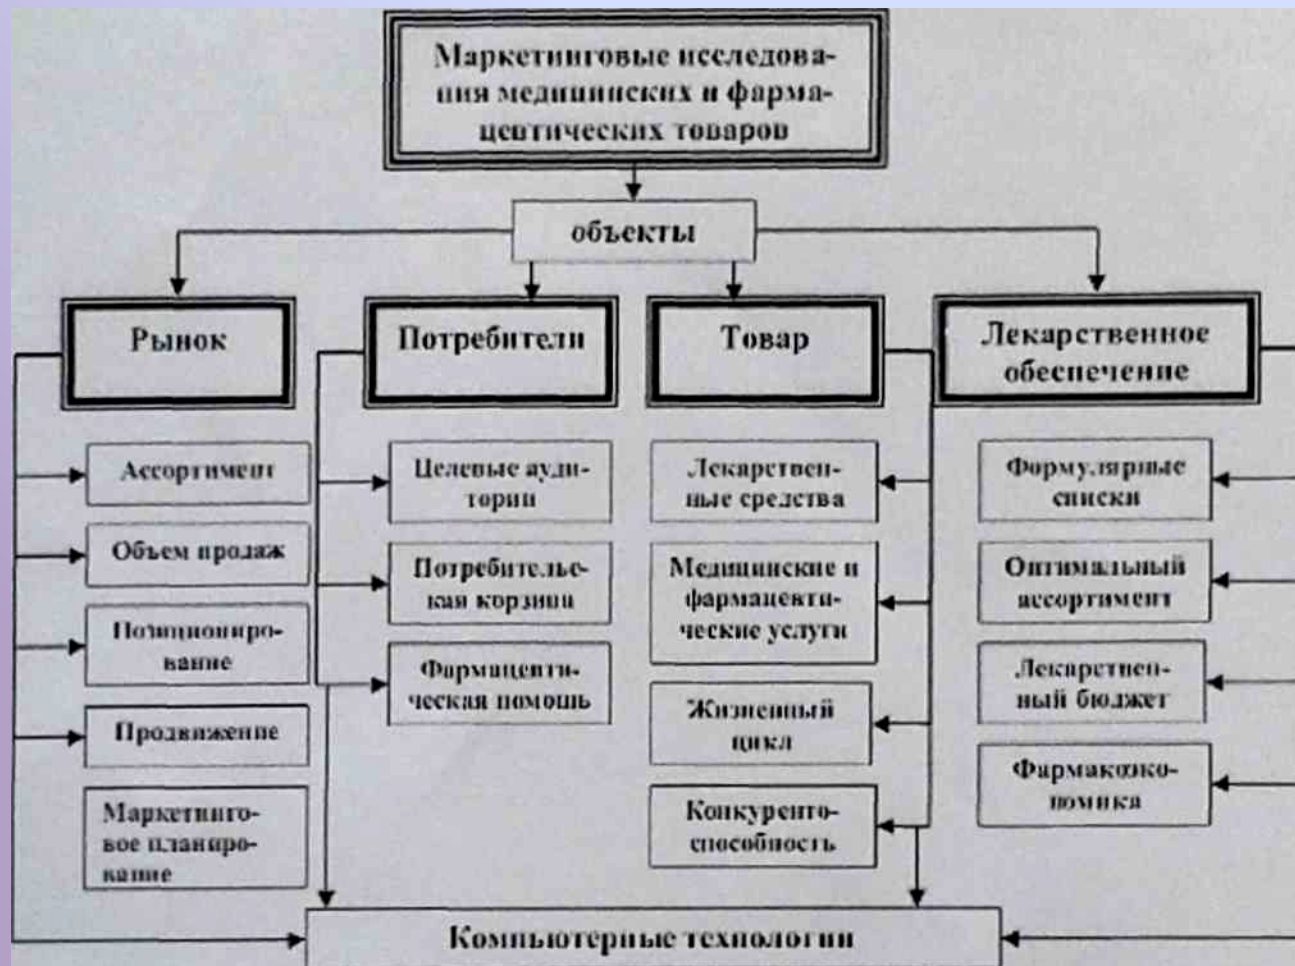 Маркетинговые исследова-
ния медицинских и фарма-
цевтических товаров
объекты
Рынок
Потребители
Товар
Лекарственное
обеспечение
Ассортимент
Объем продаж
Позициониро-
вание
Продвижение
Маркетинго-
вое планиро-
вание
Целевые ауди-
тории
Потребительс-
кая корзина
Фармацевти-
ческая помощь
Лекарствен-
ные средства
Медицинские и
фармацевти-
ческие услуги
Жизненный
цикл
Конкуренто-
способность
Формулярные
списки
Оптимальный
ассортимент
Лекарствен-
ный бюджет
Фармакоэко-
номика
Компьютерные технологии